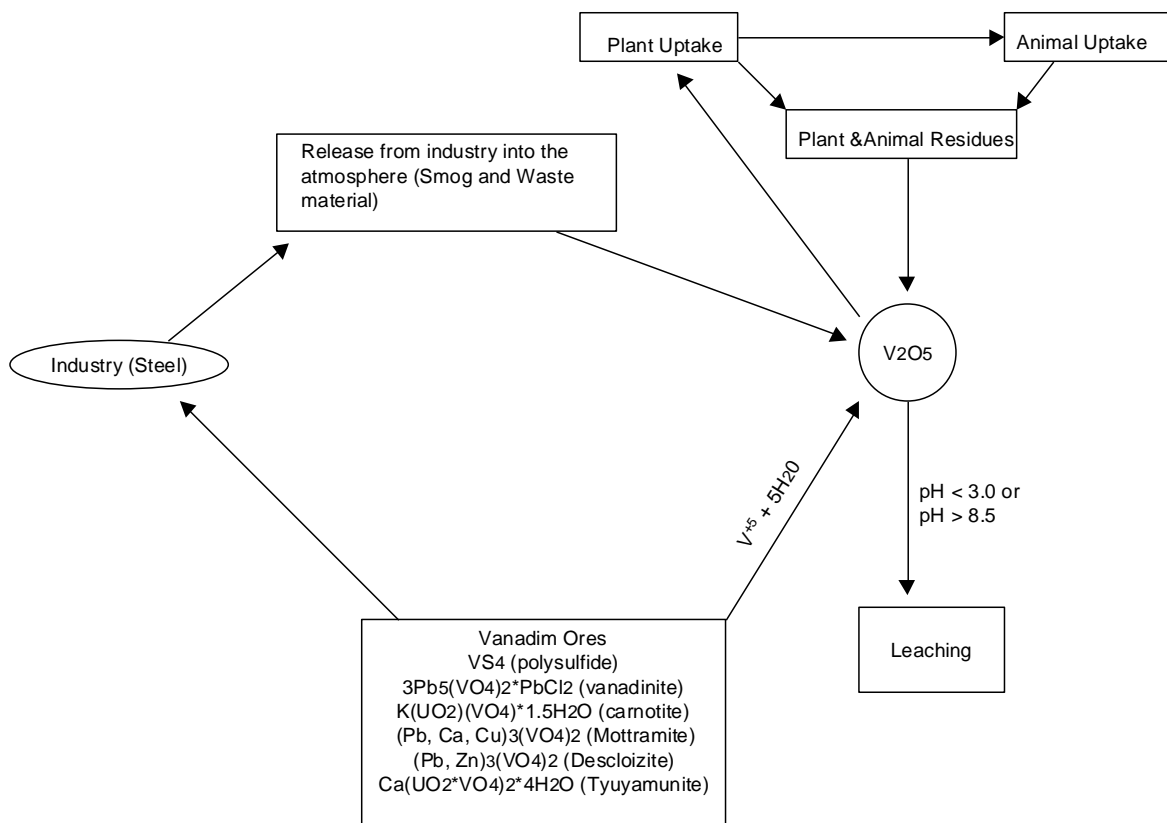 Plant Uptake
Animal Uptake
Plant &Animal Residues
Release from industry into the
atmosphere (Smog and Waste
material)
Industry (Steel)
V2O5
V+5 + 5H20
pH < 3.0 or
pH > 8.5
Leaching
Vanadim Ores
VS4 (polysulfide)
3Pb5(VO4)2*PbCl2 (vanadinite)
K(UO2)(VO4)*1.5H2O (carnotite)
(Pb, Ca, Cu)3(VO4)2 (Mottramite)
(Pb, Zn)3(VO4)2 (Descloizite)
Ca(UO2*VO4)2*4H2O (Tyuyamunite)